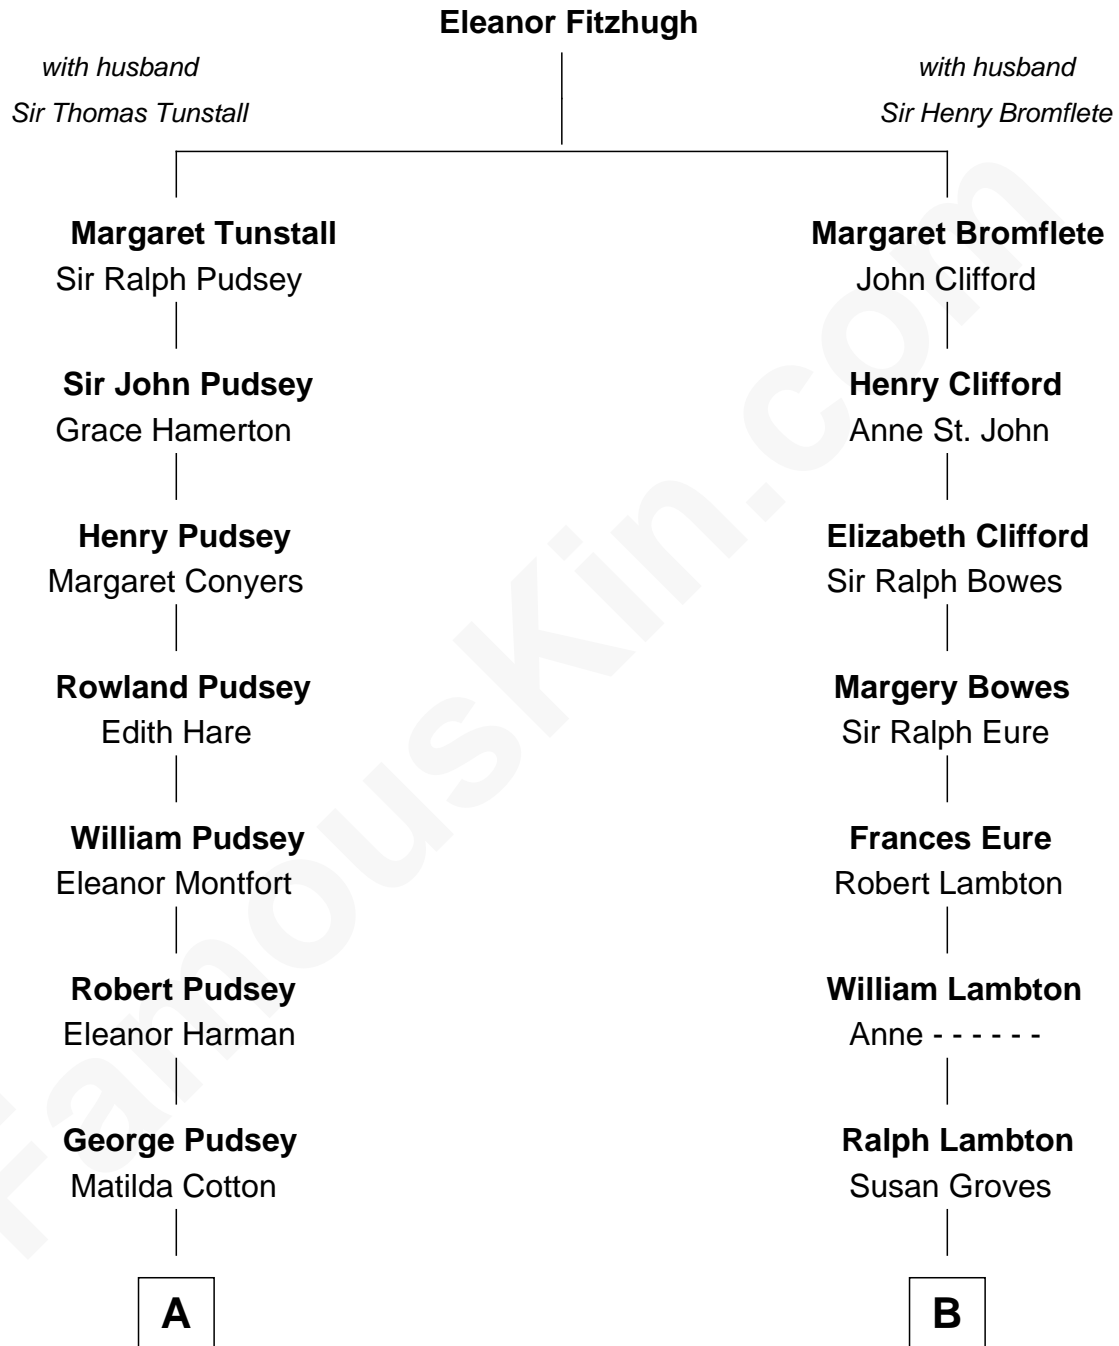 Eleanor Fitzhugh
with husband
Sir Thomas Tunstall
with husband
Sir Henry Bromflete
Margaret Tunstall
Sir Ralph Pudsey
Margaret Bromflete
John Clifford
Sir John Pudsey
Grace Hamerton
Henry Clifford
Anne St. John
Henry Pudsey
Margaret Conyers
Elizabeth Clifford
Sir Ralph Bowes
Rowland Pudsey
Edith Hare
Margery Bowes
Sir Ralph Eure
William Pudsey
Eleanor Montfort
Frances Eure
Robert Lambton
Robert Pudsey
Eleanor Harman
William Lambton
Anne - - - - - -
George Pudsey
Matilda Cotton
Ralph Lambton
Susan Groves
A
B
FamousKin.com